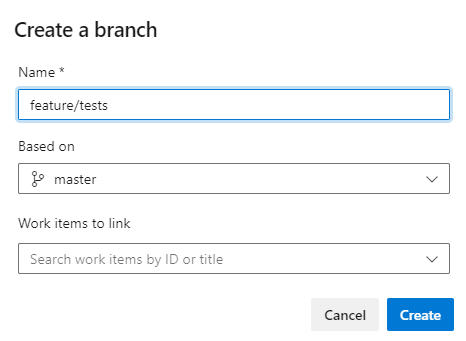 Create a branch
Name *
feature/tests
Based on
master
Work items to link
Search work items by ID or title
Cancel Create